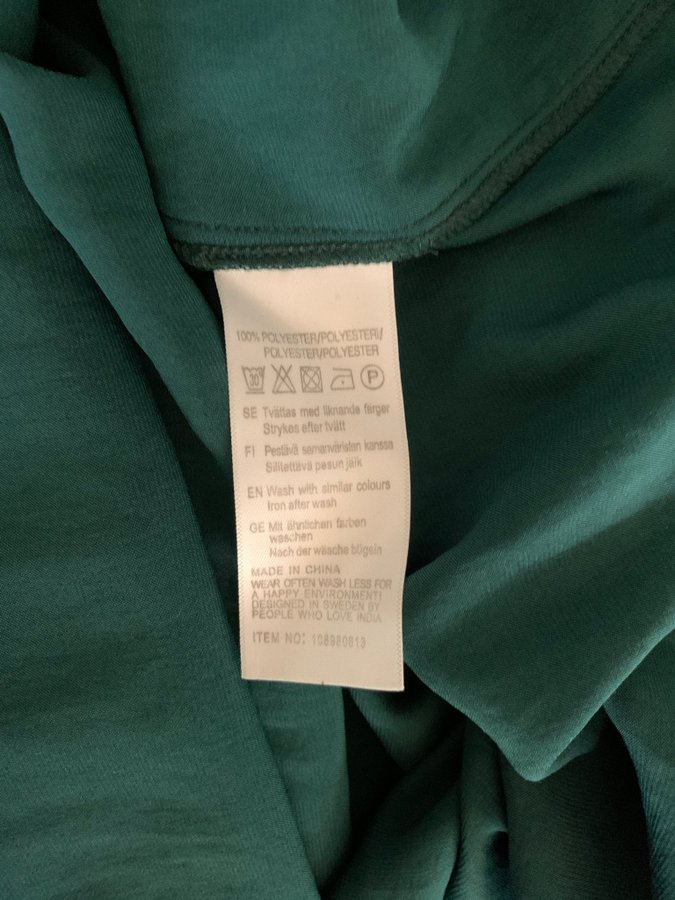 100% POLYESTER/POLYESTERI/
POLYESTER/POLYESTER
30° P
SE Tvättas med liknande färger
Strykes efter tvätt
FI Pestävä samanväristen kanssa
Silitettävä pesun jälk
EN Wash with similar colours
Iron after wash
GE Mit ähnlichen farben
waschen
Nach der wäsche bügeln
MADE IN CHINA
WEAR OFTEN WASH LESS FOR
A HAPPY ENVIRONMENT!
DESIGNED IN SWEDEN BY
PEOPLE WHO LOVE INDIA
ITEM NO: